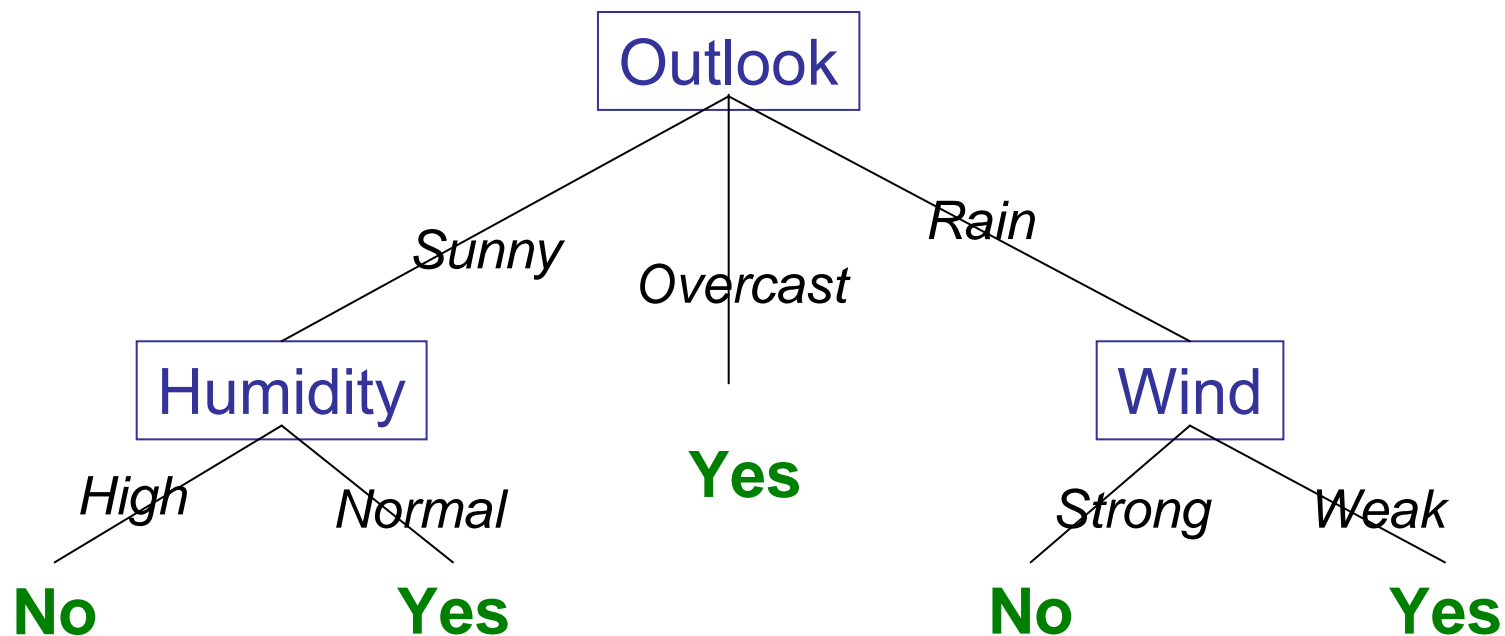 Outlook
Sunny
Overcast
Rain
Humidity
Wind
High
Normal
Yes
Strong
Weak
No
Yes
No
Yes